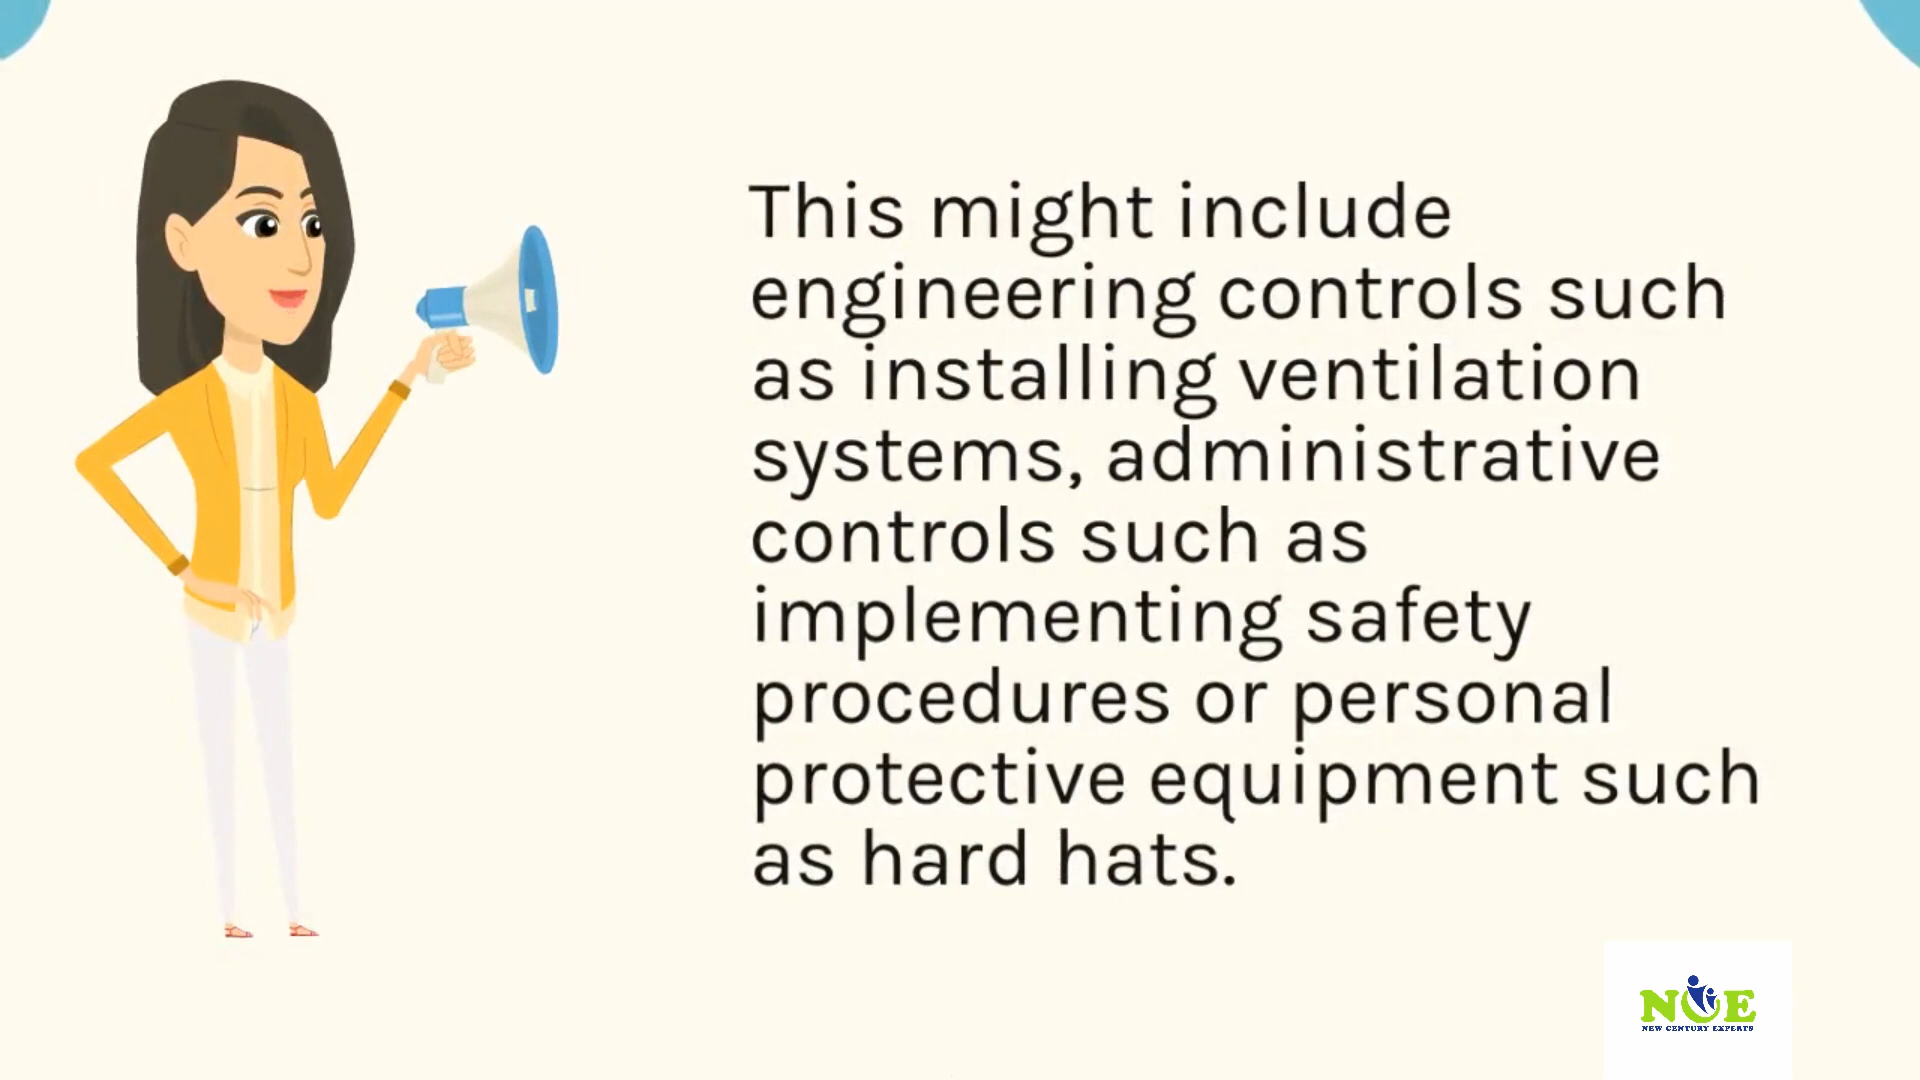 This might include
engineering controls such
as installing ventilation
systems, administrative
controls such as
implementing safety
procedures or personal
protective equipment such
as hard hats.
NCE
NEW CENTURY EXPERTS